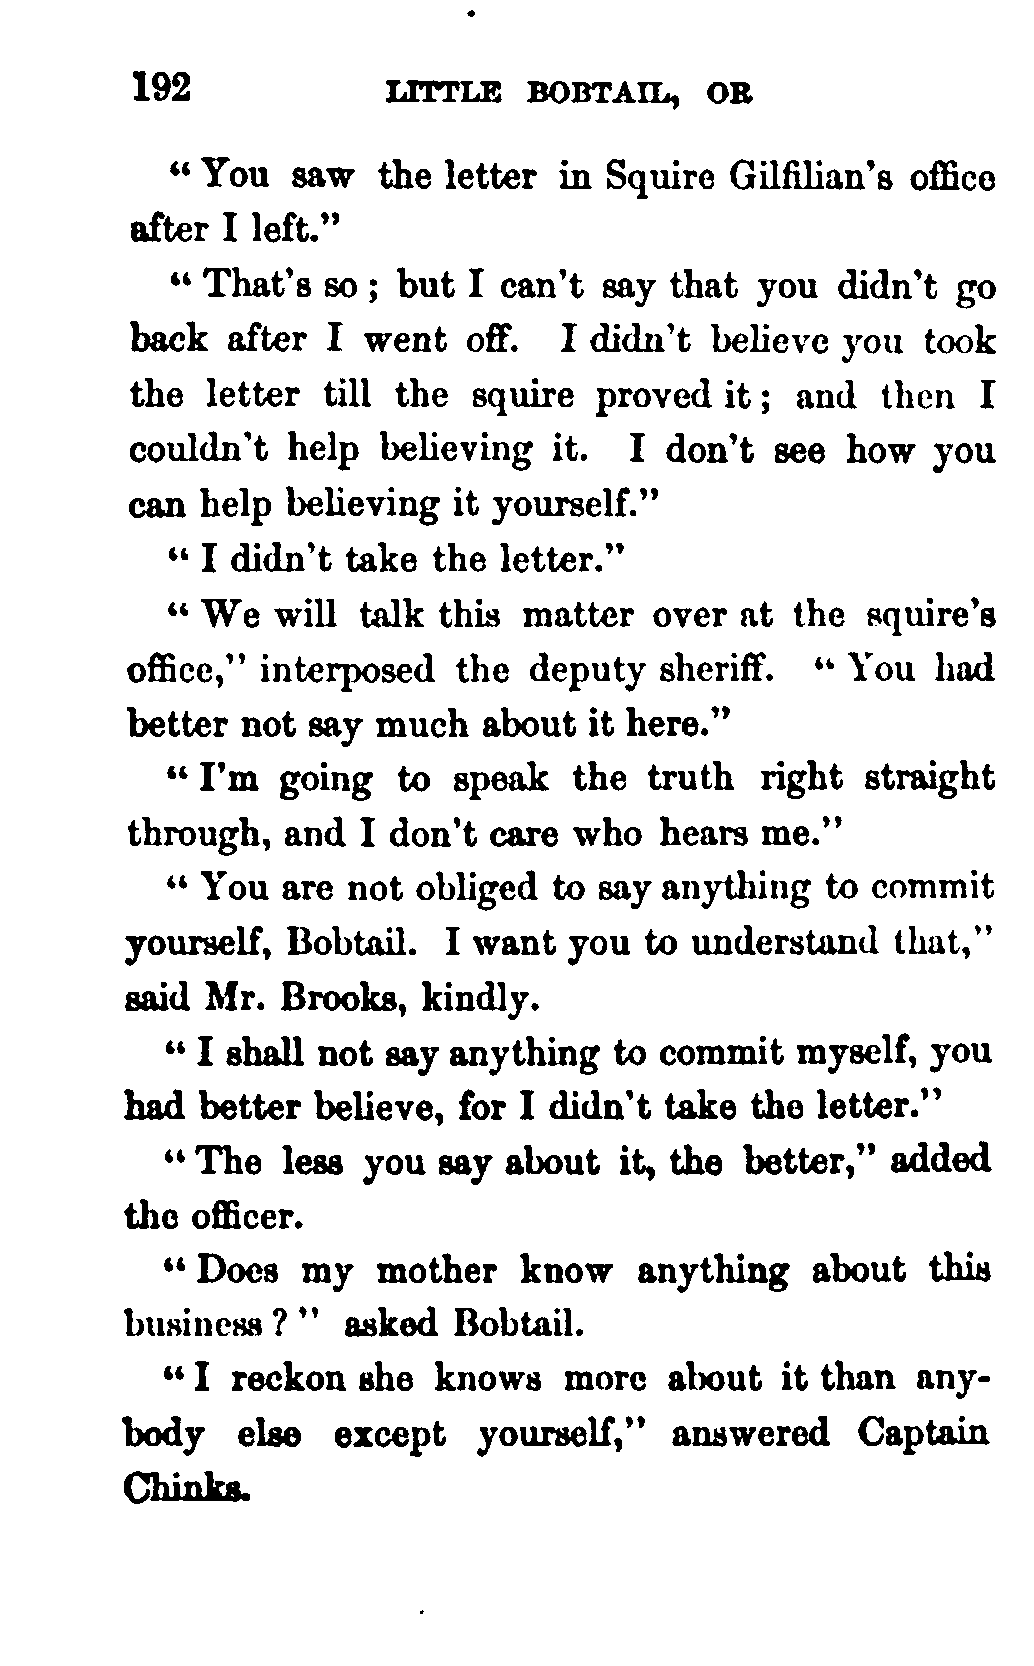 192 LITTLE BOBTAIL, OR
"You saw the letter in Squire Gilfilian's office
after I left."
"That's so; but I can't say that you didn't go
back after I went off. I didn't believe you took
the letter till the squire proved it; and then I
couldn't help believing it. I don't see how you
can help believing it yourself."
"I didn't take the letter."
"We will talk this matter over at the squire's
office," interposed the deputy sheriff. "You had
better not say much about it here."
"I'm going to speak the truth right straight
through, and I don't care who hears me."
"You are not obliged to say anything to commit
yourself, Bobtail. I want you to understand that,"
said Mr. Brooks, kindly.
"I shall not say anything to commit myself, you
had better believe, for I didn't take the letter."
"The less you say about it, the better," added
the officer.
"Does my mother know anything about this
business?" asked Bobtail.
"I reckon she knows more about it than any-
body else except yourself," answered Captain
Chinks.